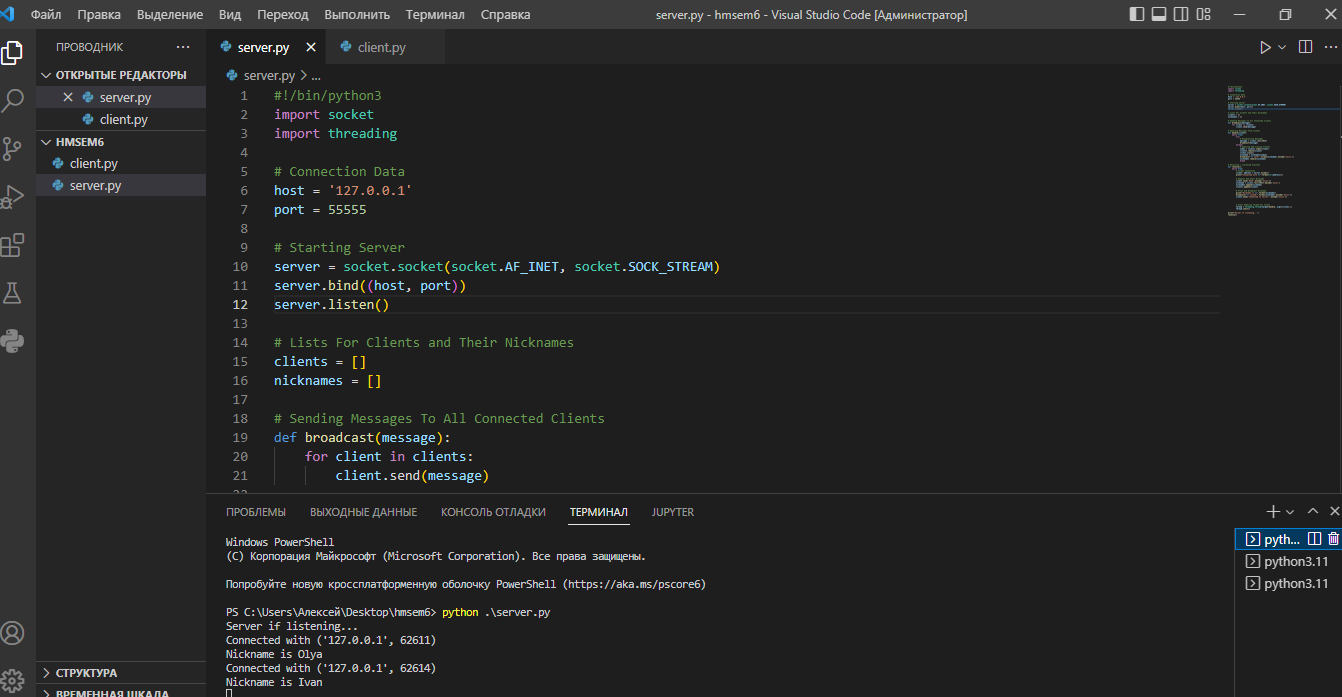 Файл Правка Выделение Вид Переход Выполнить Терминал Справка server.py - hmsem6 - Visual Studio Code [Администратор]
ПРОВОДНИК
ОТКРЫТЫЕ РЕДАКТОРЫ
server.py
client.py
HMSEM6
client.py
server.py
СТРУКТУРА
ВРЕМЕННАЯ ШКАЛА
server.py client.py
server.py > ...
1 #!/bin/python3
2 import socket
3 import threading
4
5 # Connection Data
6 host = '127.0.0.1'
7 port = 55555
8
9 # Starting Server
10 server = socket.socket(socket.AF_INET, socket.SOCK_STREAM)
11 server.bind((host, port))
12 server.listen()
13
14 # Lists For Clients and Their Nicknames
15 clients = []
16 nicknames = []
17
18 # Sending Messages To All Connected Clients
19 def broadcast(message):
20 for client in clients:
21 client.send(message)
22
ПРОБЛЕМЫ ВЫХОДНЫЕ ДАННЫЕ КОНСОЛЬ ОТЛАДКИ ТЕРМИНАЛ JUPYTER
Windows PowerShell
(C) Корпорация Майкрософт (Microsoft Corporation). Все права защищены.
Попробуйте новую кроссплатформенную оболочку PowerShell (https://aka.ms/pscore6)
PS C:\Users\Алексей\Desktop\hmsem6> python .\server.py
Server if listening...
Connected with ('127.0.0.1', 62611)
Nickname is Olya
Connected with ('127.0.0.1', 62614)
Nickname is Ivan
pyth...
python3.11
python3.11